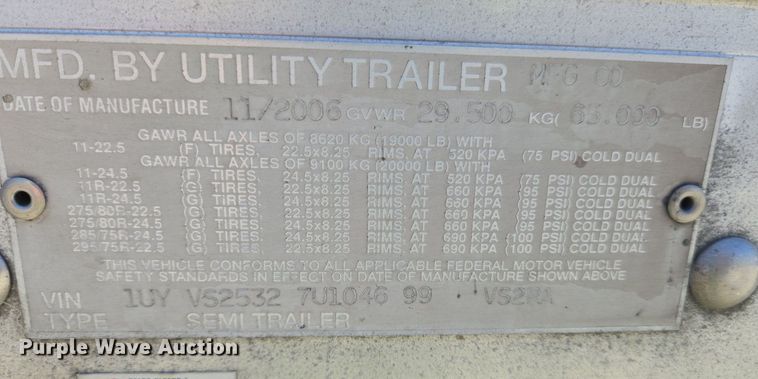 MFD. BY UTILITY TRAILER MFG CO
DATE OF MANUFACTURE 11/2006 GVWR 29.500 KG( 65.000 LB)
GAWR ALL AXLES OF 8620 KG (19000 LB) WITH
11-22.5 (F) TIRES, 22.5x8.25 RIMS, AT 520 KPA (75 PSI) COLD DUAL
GAWR ALL AXLES OF 9100 KG (20000 LB) WITH
11-24.5 (F) TIRES, 24.5x8.25 RIMS, AT 520 KPA (75 PSI) COLD DUAL
11R-22.5 (G) TIRES, 22.5x8.25 RIMS, AT 660 KPA (95 PSI) COLD DUAL
11R-24.5 (G) TIRES, 24.5x8.25 RIMS, AT 660 KPA (95 PSI) COLD DUAL
275/80R-22.5 (G) TIRES, 22.5x8.25 RIMS, AT 660 KPA (95 PSI) COLD DUAL
275/80R-24.5 (G) TIRES, 24.5x8.25 RIMS, AT 660 KPA (95 PSI) COLD DUAL
285/75R-24.5 (G) TIRES, 24.5x8.25 RIMS, AT 690 KPA (100 PSI) COLD DUAL
295/75R-22.5 (G) TIRES, 22.5x8.25 RIMS, AT 690 KPA (100 PSI) COLD DUAL
THIS VEHICLE CONFORMS TO ALL APPLICABLE FEDERAL MOTOR VEHICLE
SAFETY STANDARDS IN EFFECT ON DATE OF MANUFACTURE SHOWN ABOVE
VIN 1UY VS2532 7U1046 99 VS2RA
TYPE SEMITRAILER
Purple Wave Auction